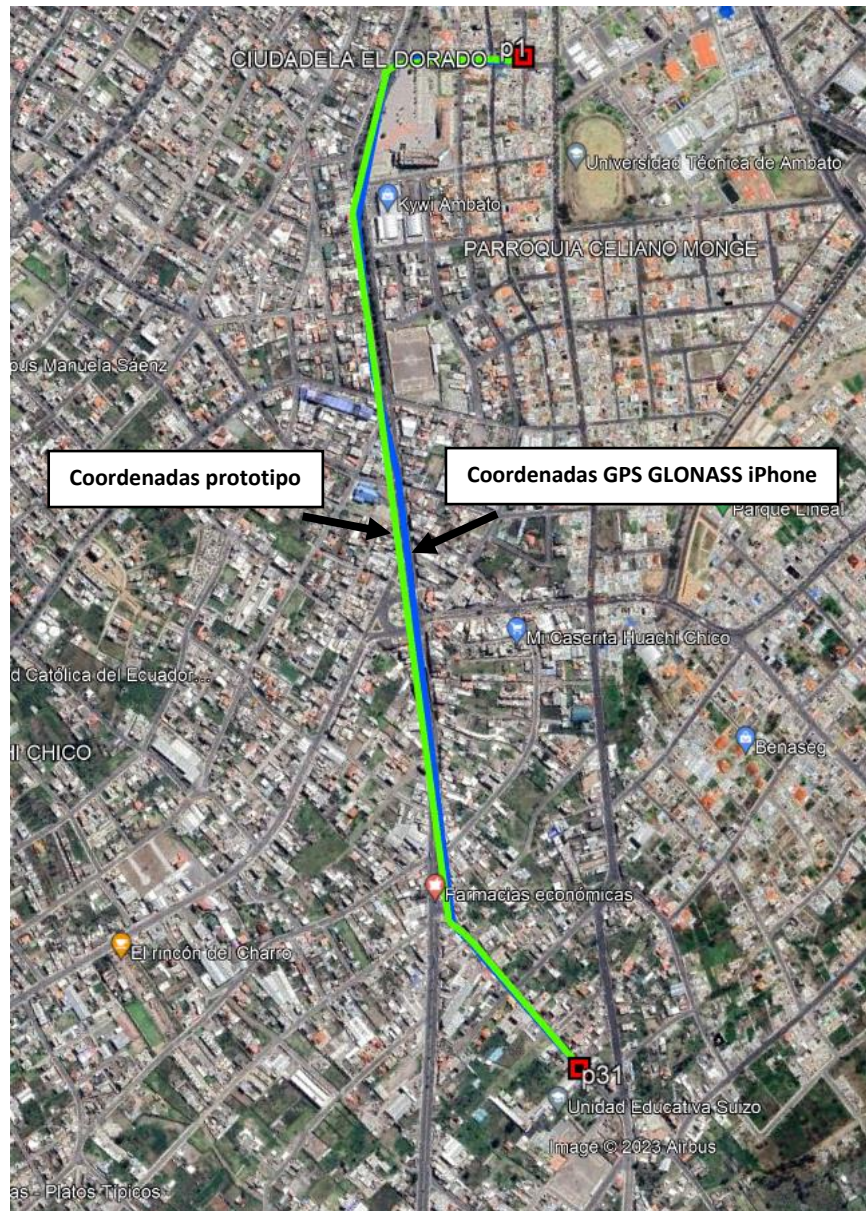 CIUDADELA EL DORADO p1
Universidad Técnica de Ambato
Kywi Ambato
PARROQUIA CELIANO MONGE
ous Manuela Sáenz
Coordenadas prototipo
Coordenadas GPS GLONASS iPhone
Parque Lineal
Mi Caserita Huachi Chico
d Católica del Ecuador...
HI CHICO
Benaseg
Farmacias económicas
El rincón del Charro
p31
Unidad Educativa Suizo
Image © 2023 Airbus
as - Platos Típicos